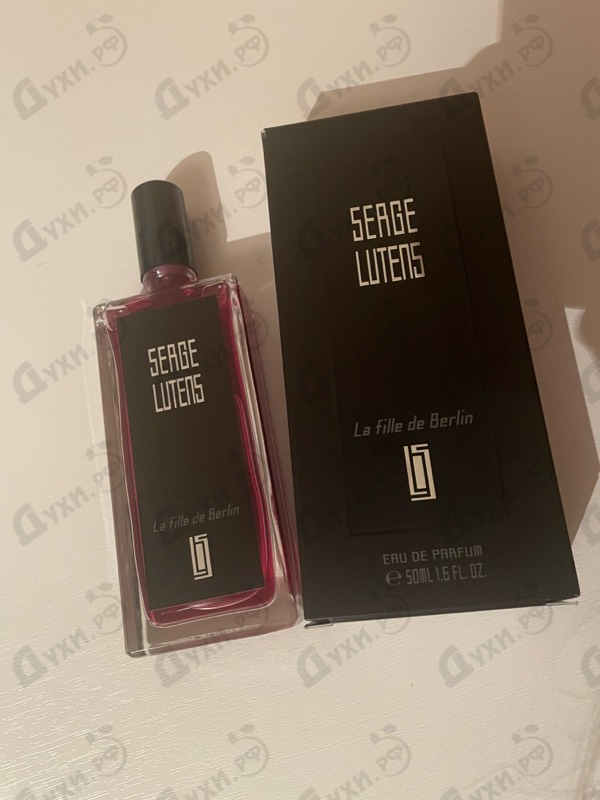 SERGE
LUTENS
La fille de Berlin
SERGE
LUTENS
La fille de Berlin
EAU DE PARFUM
℮ 50ML 1.6 FL. OZ.
Духи.рф